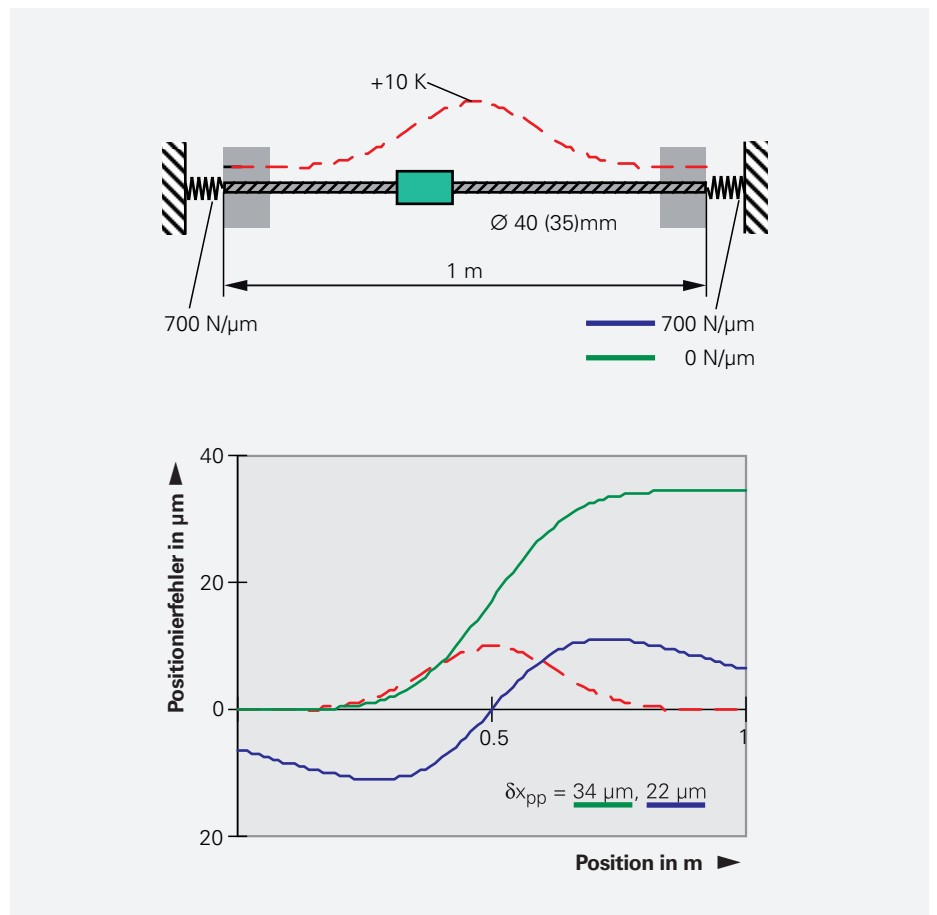 +10 K
Ø 40 (35)mm
1 m
700 N/µm
700 N/µm
0 N/µm
Positionierfehler in µm
40
20
0
20
0.5
1
δxpp = 34 µm, 22 µm
Position in m